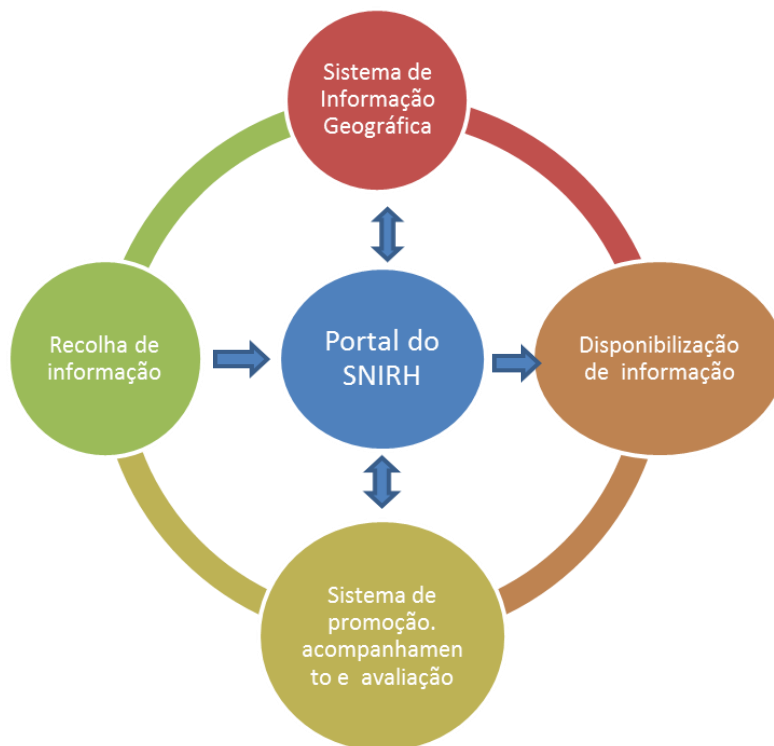 Sistema de
Informação
Geográfica
Recolha de
informação
Portal do
SNIRH
Disponibilização
de informação
Sistema de
promoção.
acompanhamen
to e avaliação